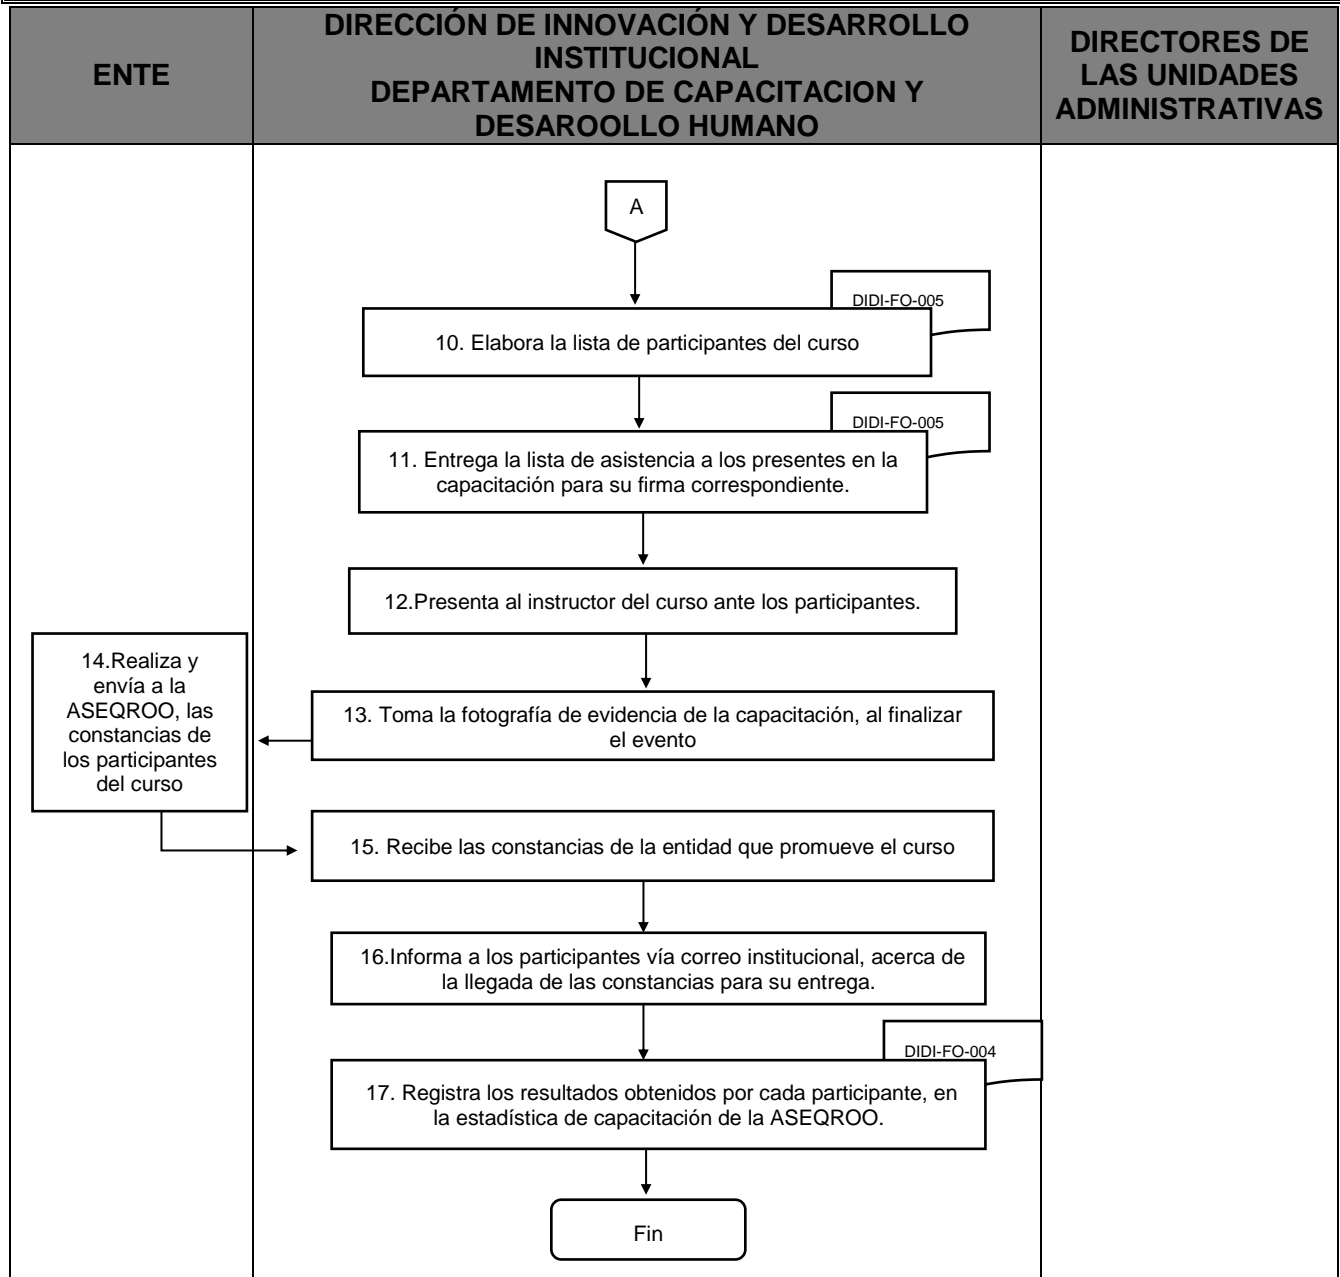 ENTE
DIRECCIÓN DE INNOVACIÓN Y DESARROLLO
INSTITUCIONAL
DEPARTAMENTO DE CAPACITACION Y
DESAROOLLO HUMANO
DIRECTORES DE
LAS UNIDADES
ADMINISTRATIVAS
A
DIDI-FO-005
10. Elabora la lista de participantes del curso
DIDI-FO-005
11. Entrega la lista de asistencia a los presentes en la
capacitación para su firma correspondiente.
12.Presenta al instructor del curso ante los participantes.
13. Toma la fotografía de evidencia de la capacitación, al finalizar
el evento
14.Realiza y
envía a la
ASEQROO, las
constancias de
los participantes
del curso
15. Recibe las constancias de la entidad que promueve el curso
16.Informa a los participantes vía correo institucional, acerca de
la llegada de las constancias para su entrega.
DIDI-FO-004
17. Registra los resultados obtenidos por cada participante, en
la estadística de capacitación de la ASEQROO.
Fin